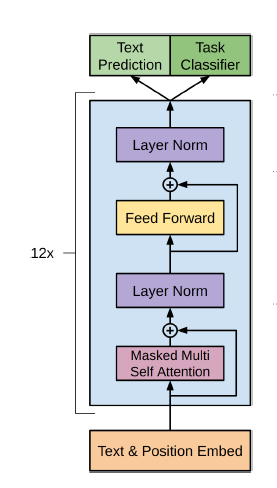 Text Prediction
Task Classifier
Layer Norm
Feed Forward
12x
Layer Norm
Masked Multi
Self Attention
Text & Position Embed